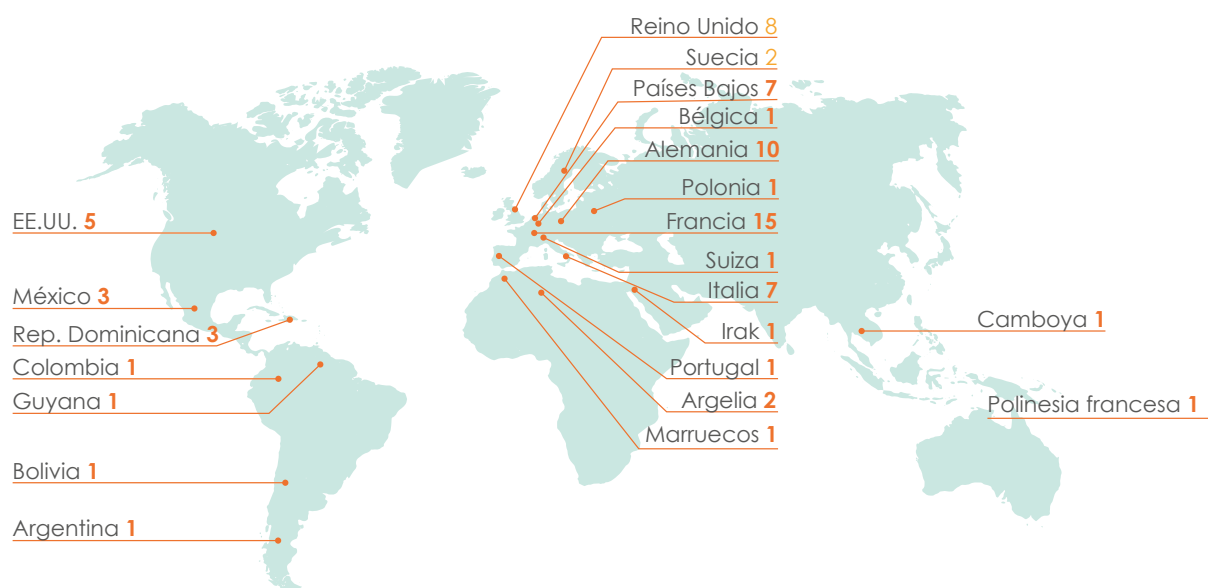 Reino Unido 8
Suecia 2
Países Bajos 7
Bélgica 1
Alemania 10
Polonia 1
Francia 15
Suiza 1
Italia 7
Irak 1
Portugal 1
Argelia 2
Marruecos 1
EE.UU. 5
México 3
Rep. Dominicana 3
Colombia 1
Guyana 1
Bolivia 1
Argentina 1
Camboya 1
Polinesia francesa 1